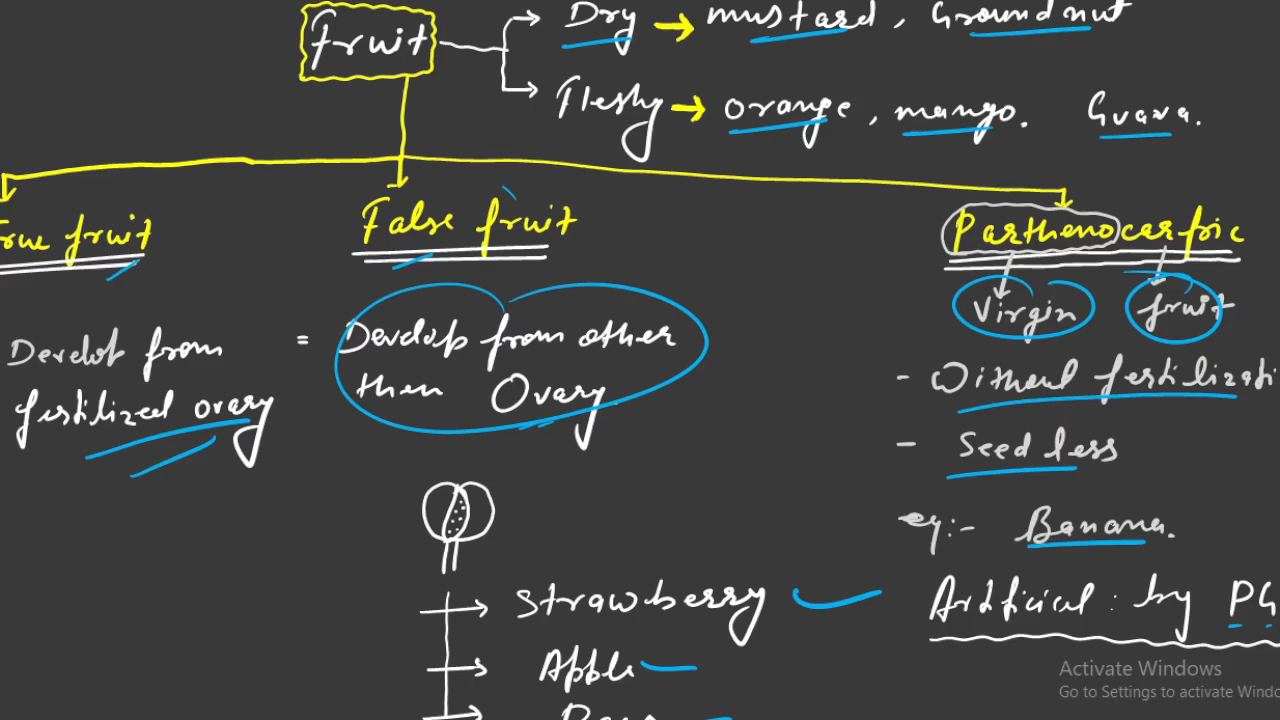 Fruit
Dry → mustard, Groundnut
Fleshy → orange, mango. Guava.
True fruit
False fruit
Parthenocarpic
Virgin fruit
Develop from
fertilized ovary
= Develop from other
then Ovary
- Without fertilizati
- Seed less
eg:- Banana.
Strawberry
Apple
Artificial: by PG
Activate Windows
Go to Settings to activate Windo